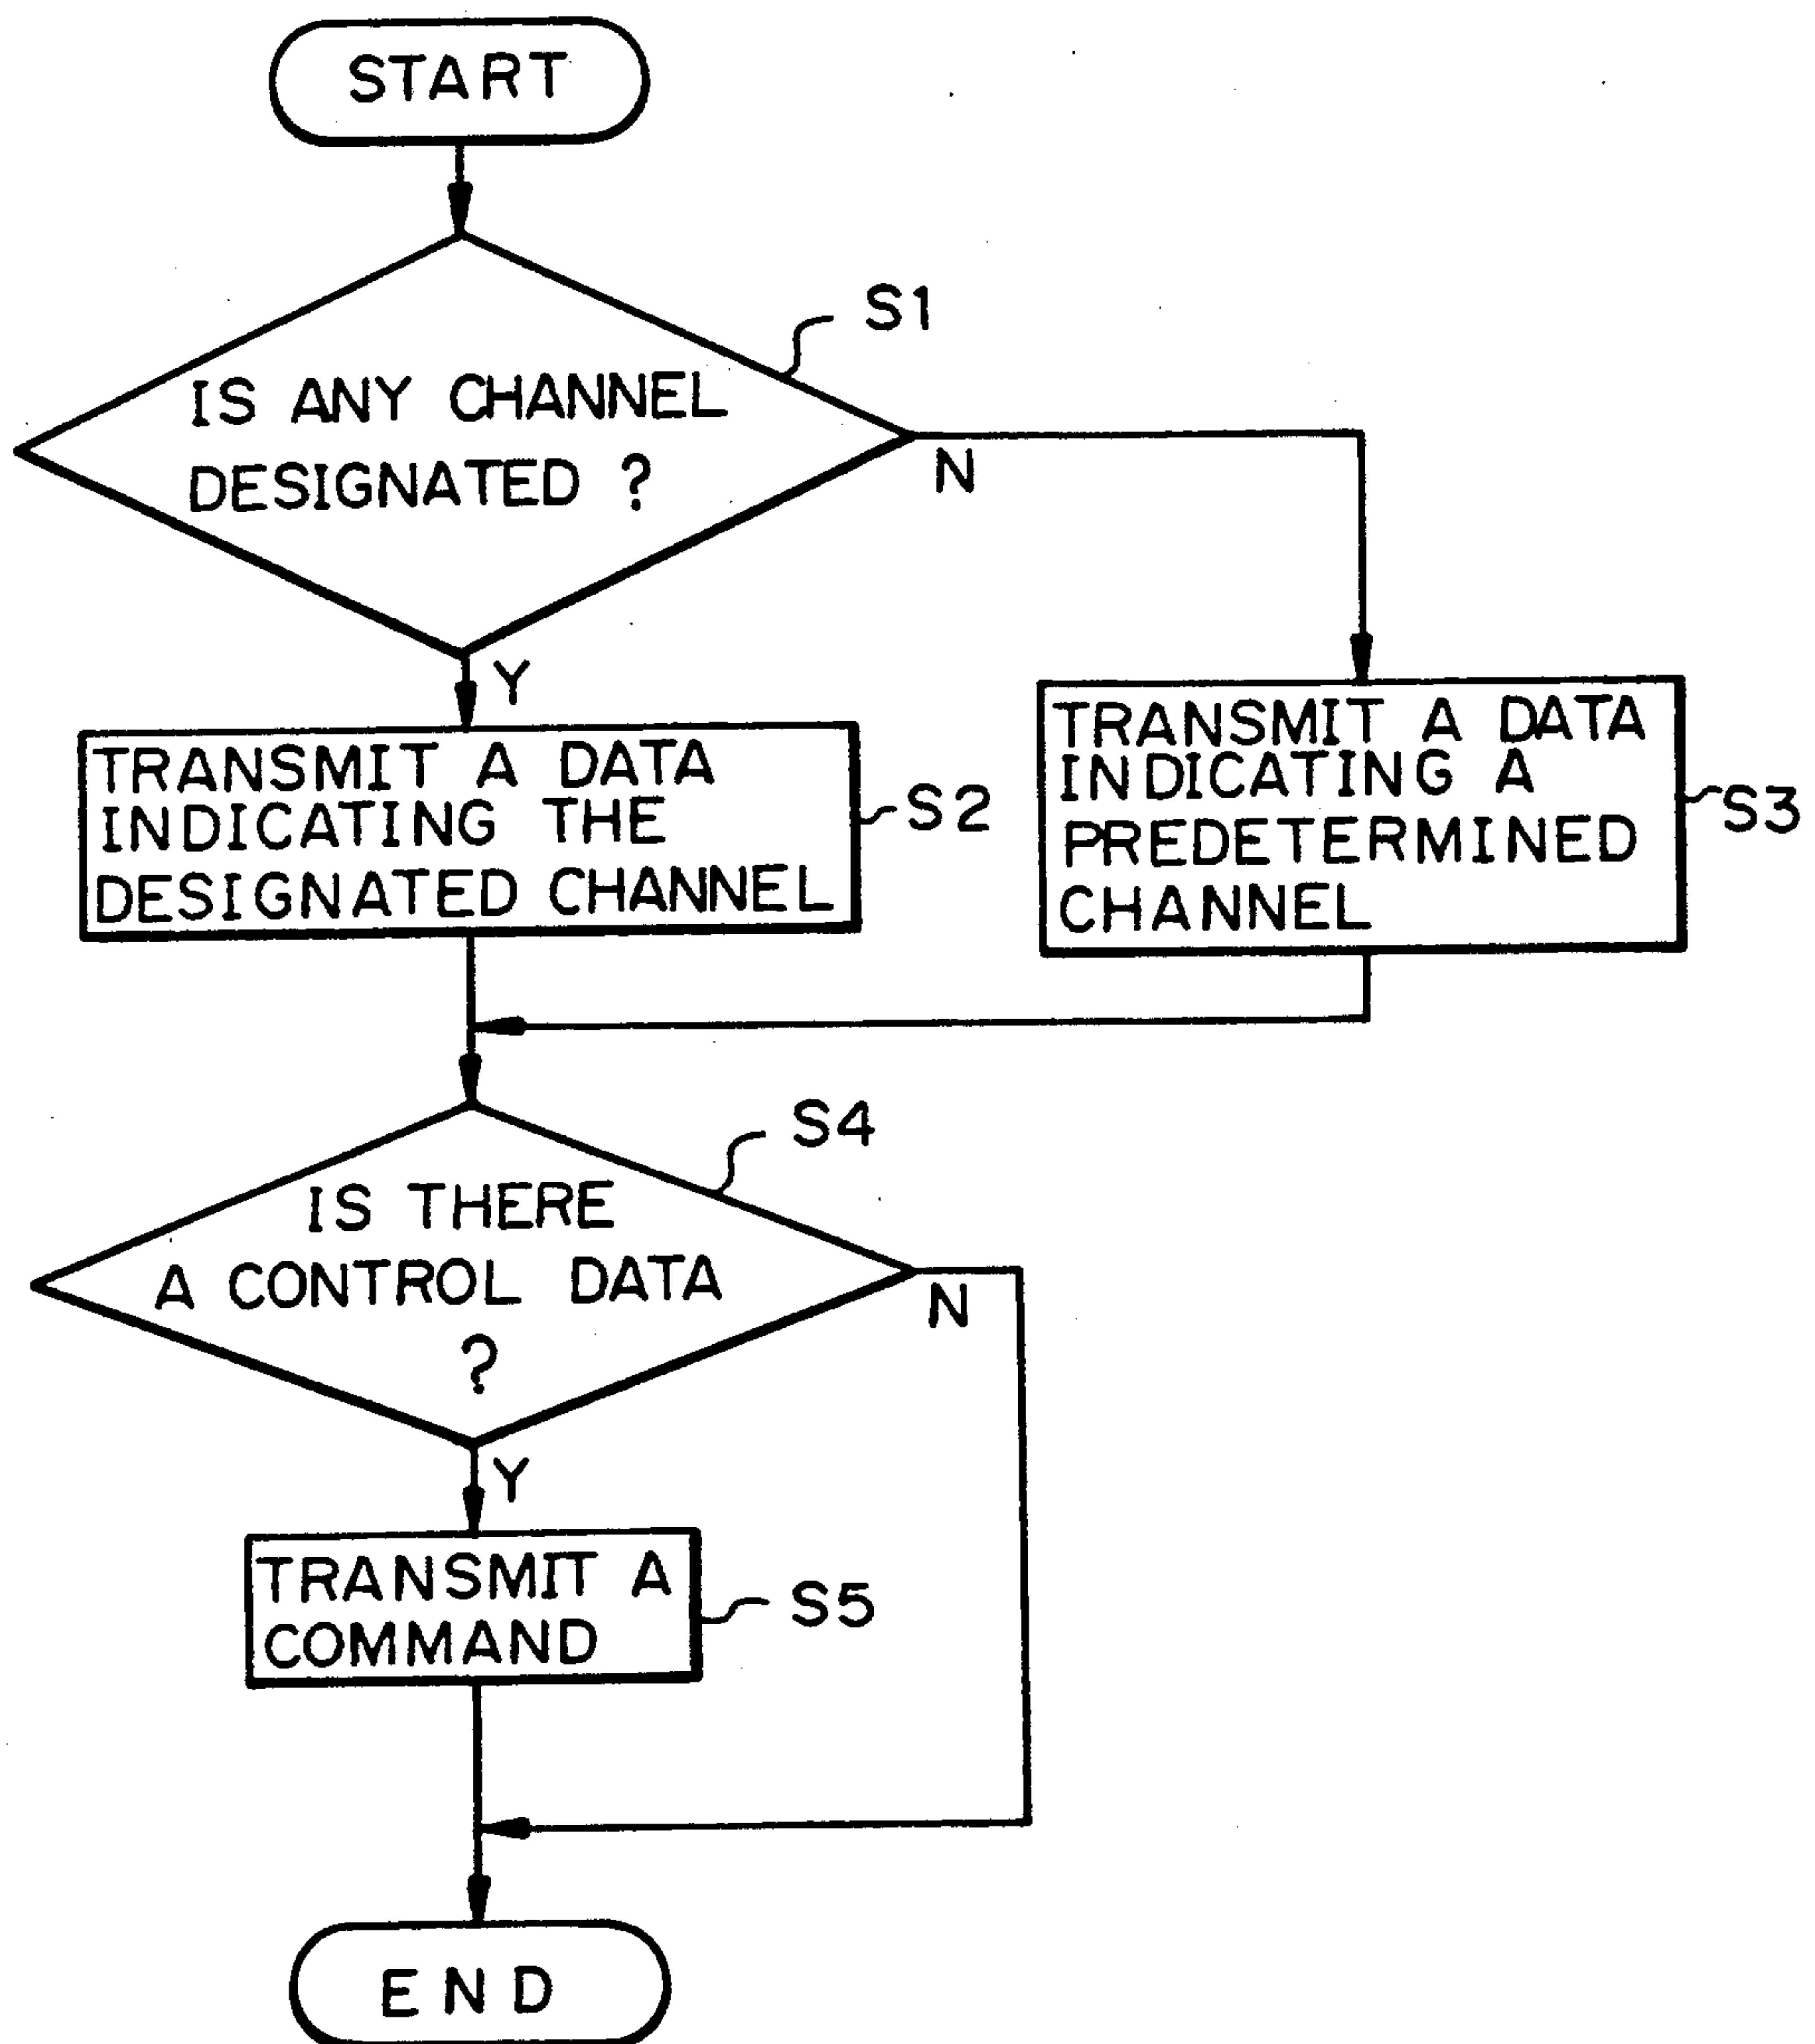 START
S1
IS ANY CHANNEL
DESIGNATED ?
N
Y
TRANSMIT A DATA
INDICATING THE
DESIGNATED CHANNEL
S2
TRANSMIT A DATA
INDICATING A
PREDETERMINED
CHANNEL
S3
S4
IS THERE
A CONTROL DATA
?
N
Y
TRANSMIT A
COMMAND
S5
END